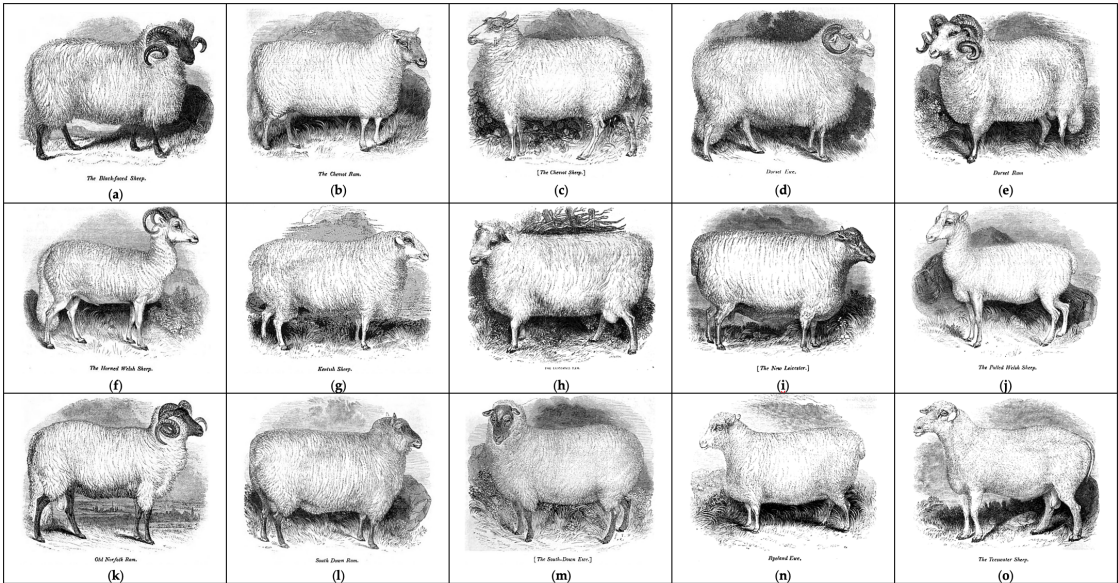 The Blackfaced Sheep.
(a)
The Cheviot Ram.
(b)
[The Cheviot Sheep.]
(c)
Dorset Ewe.
(d)
Dorset Ram
(e)
The Horned Welsh Sheep.
(f)
Kentish Sheep.
(g)
(h)
[The New Leicester.]
(i)
The Polled Welsh Sheep.
(j)
Old Norfolk Ram.
(k)
South Down Ram.
(l)
[The South-Down Ewe.]
(m)
Ryeland Ewe.
(n)
The Teeswater Sheep.
(o)